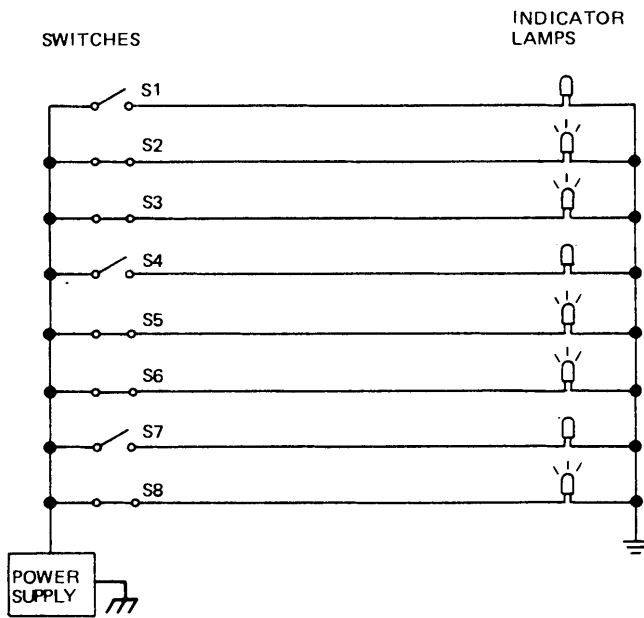 SWITCHES
INDICATOR
LAMPS
S1
S2
S3
S4
S5
S6
S7
S8
POWER
SUPPLY